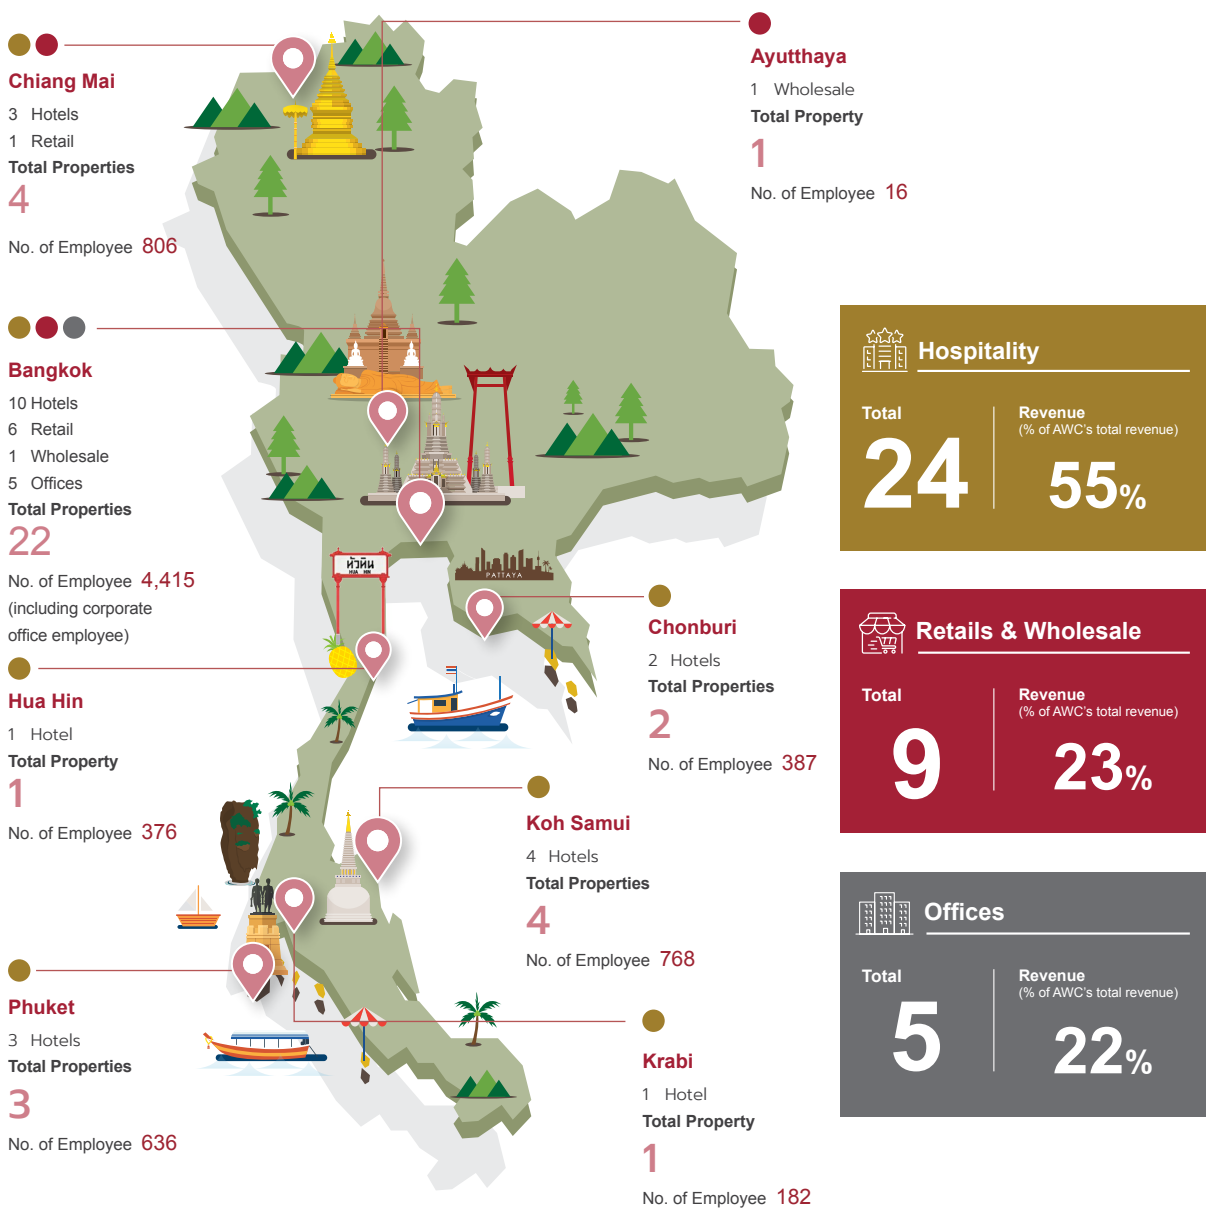 Chiang Mai
3 Hotels
1 Retail
Total Properties
4
No. of Employee 806
Ayutthaya
1 Wholesale
Total Property
1
No. of Employee 16
Bangkok
10 Hotels
6 Retail
1 Wholesale
5 Offices
Total Properties
22
No. of Employee 4,415
(including corporate
office employee)
หัวหิน
HUA HIN
PATTAYA
Hua Hin
1 Hotel
Total Property
1
No. of Employee 376
Chonburi
2 Hotels
Total Properties
2
No. of Employee 387
Koh Samui
4 Hotels
Total Properties
4
No. of Employee 768
Phuket
3 Hotels
Total Properties
3
No. of Employee 636
Krabi
1 Hotel
Total Property
1
No. of Employee 182
Hospitality
Total
24
Revenue
(% of AWC's total revenue)
55%
Retails & Wholesale
Total
9
Revenue
(% of AWC's total revenue)
23%
Offices
Total
5
Revenue
(% of AWC's total revenue)
22%